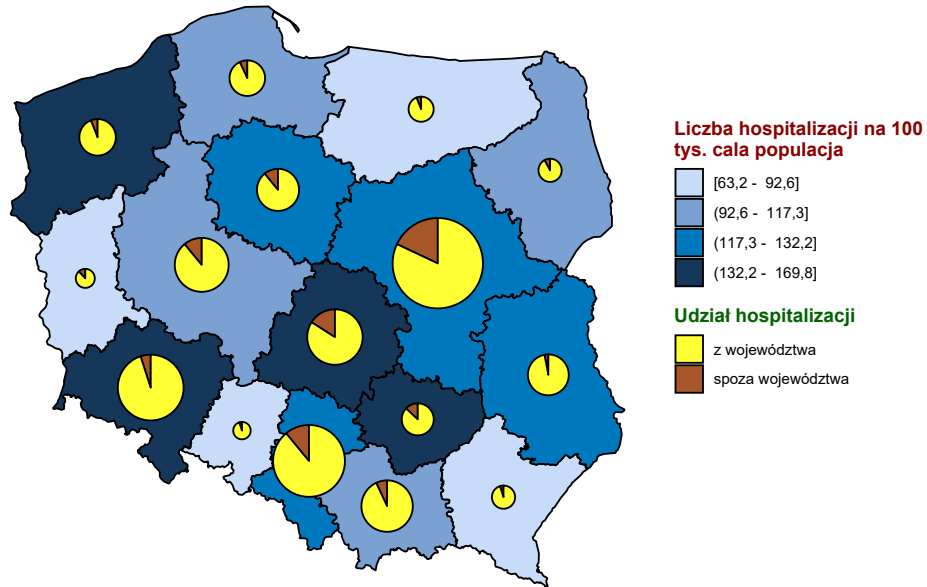 Liczba hospitalizacji na 100
tys. cala populacja
[63,2 - 92,6]
(92,6 - 117,3]
(117,3 - 132,2]
(132,2 - 169,8]
Udział hospitalizacji
z województwa
spoza województwa